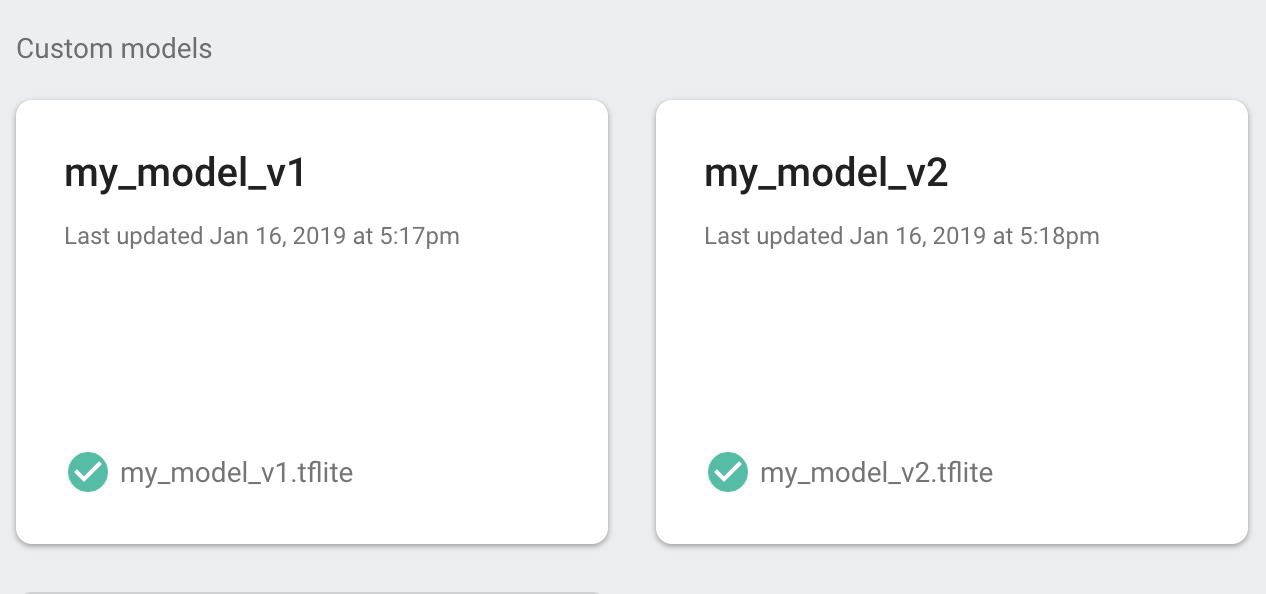 Custom models
my_model_v1
Last updated Jan 16, 2019 at 5:17pm
my_model_v1.tflite
my_model_v2
Last updated Jan 16, 2019 at 5:18pm
my_model_v2.tflite